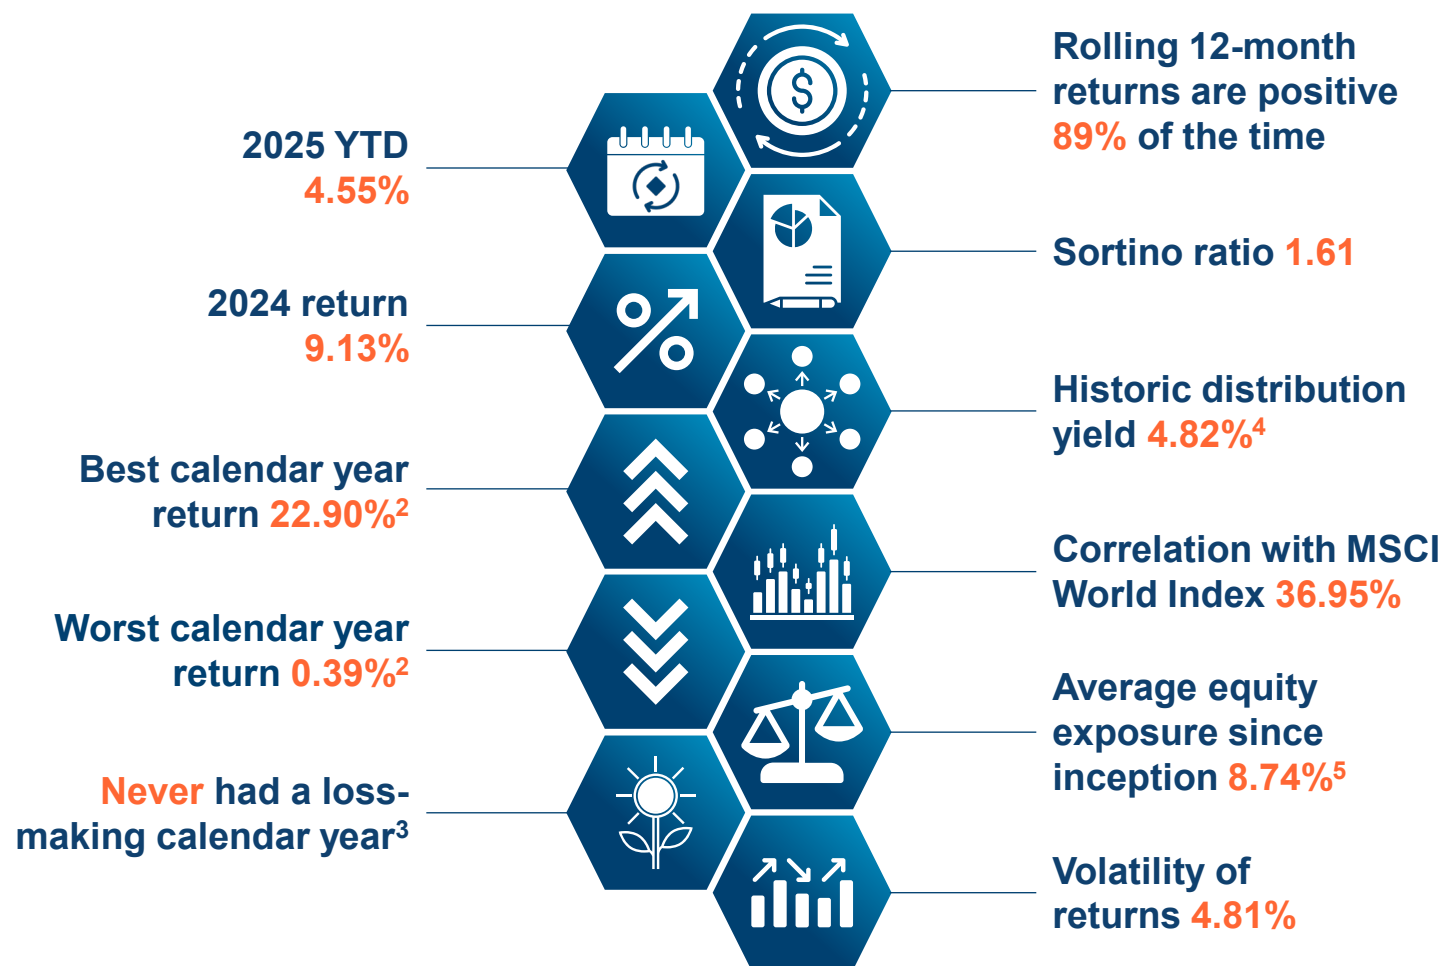 2025 YTD
4.55%
2024 return
9.13%
Best calendar year
return 22.90%²
Worst calendar year
return 0.39%²
Never had a loss-
making calendar year³
Rolling 12-month
returns are positive
89% of the time
Sortino ratio 1.61
Historic distribution
yield 4.82%⁴
Correlation with MSCI
World Index 36.95%
Average equity
exposure since
inception 8.74%⁵
Volatility of
returns 4.81%
$